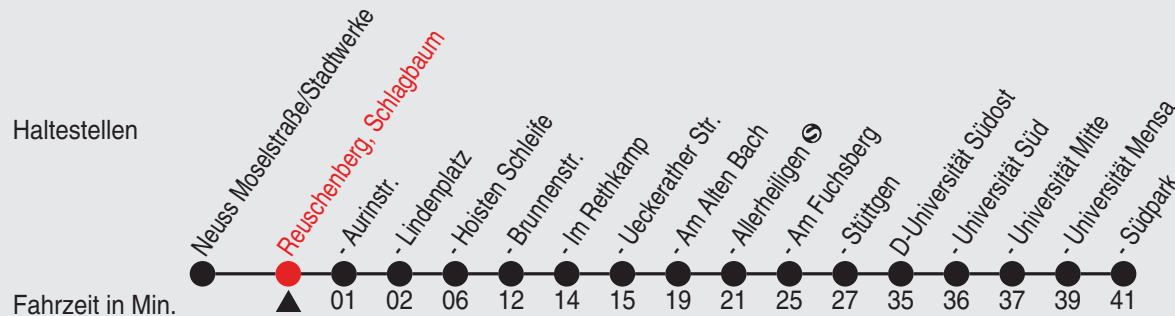 Haltestellen
Neuss Moselstraße/Stadtwerke
Reuschenberg, Schlagbaum
- Aurinstr.
- Lindenplatz
- Hoisten Schleife
- Brunnenstr.
- Im Rethkamp
- Ueckerather Str.
- Am Alten Bach
- Allerheiligen S
- Am Fuchsberg
- Stüttgen
D-Universität Südost
- Universität Süd
- Universität Mitte
- Universität Mensa
- Südpark
Fahrzeit in Min. 01 02 06 12 14 15 19 21 25 27 35 36 37 39 41